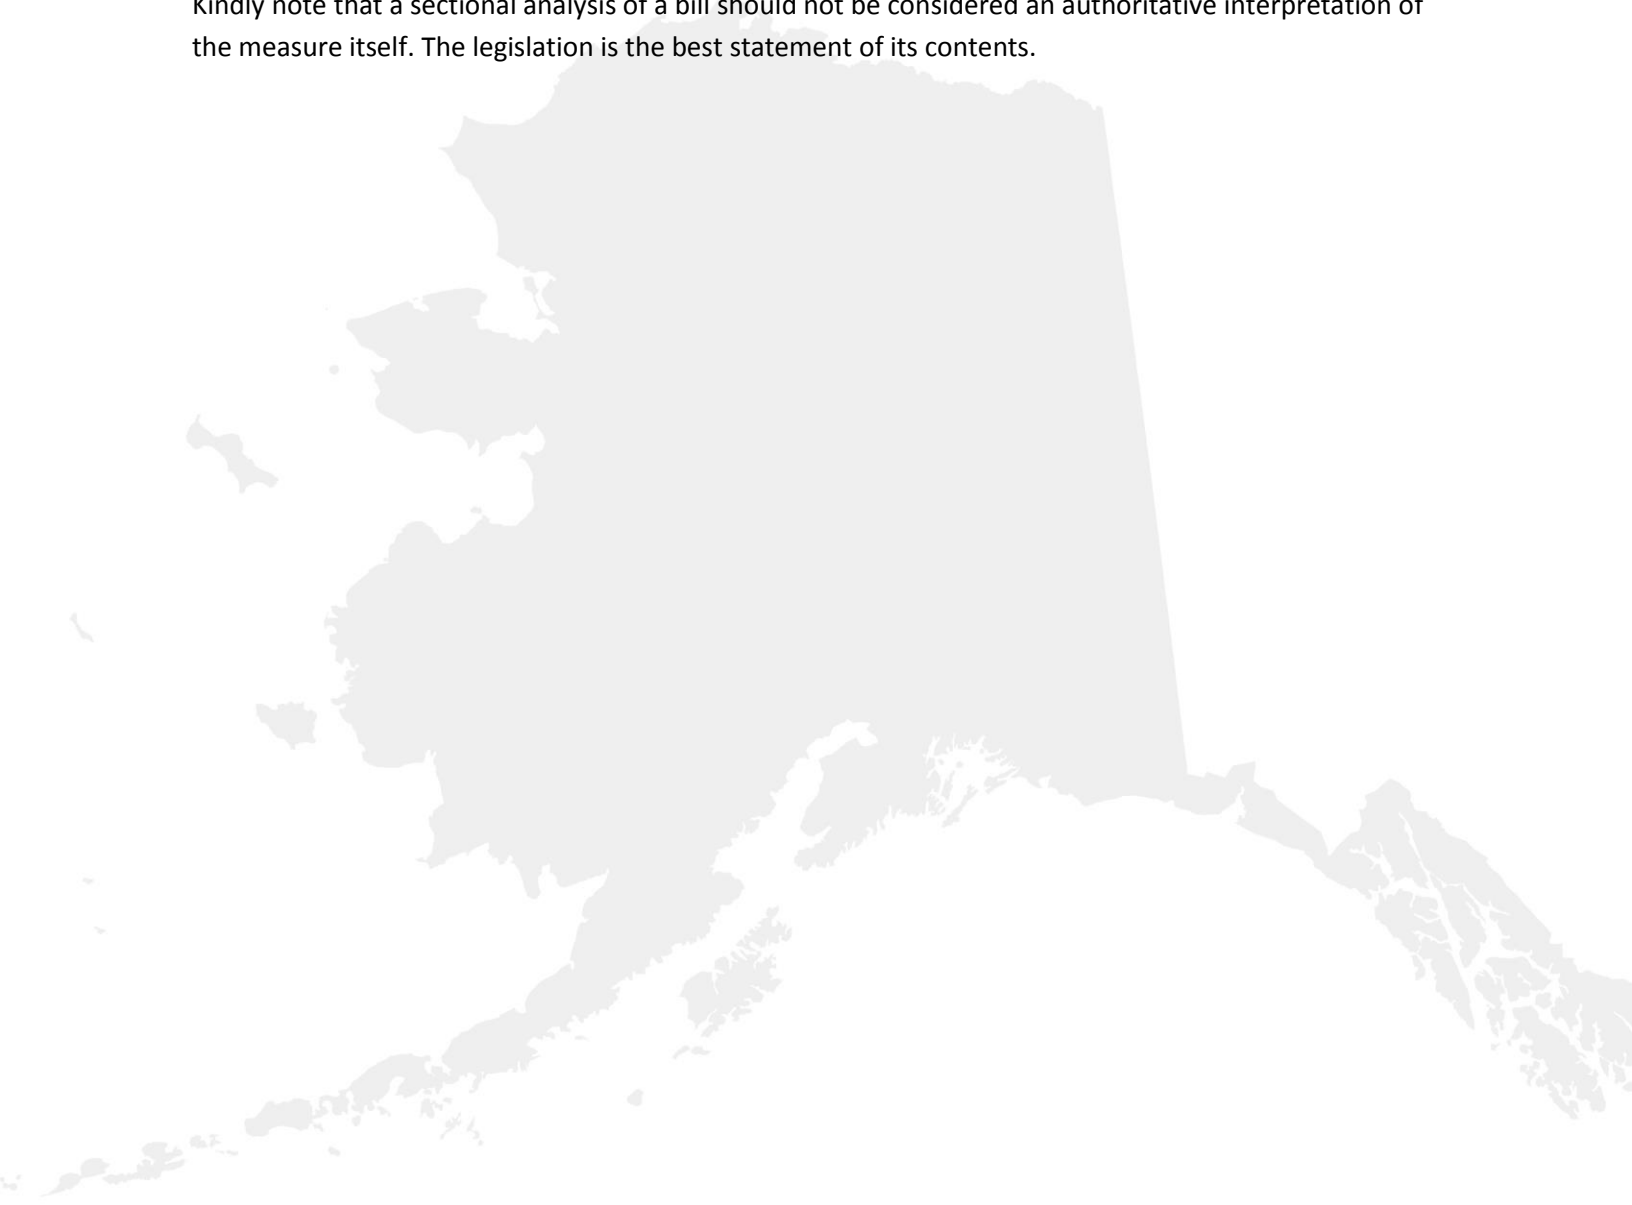 Kindly note that a sectional analysis of a bill should not be considered an authoritative interpretation of
the measure itself. The legislation is the best statement of its contents.